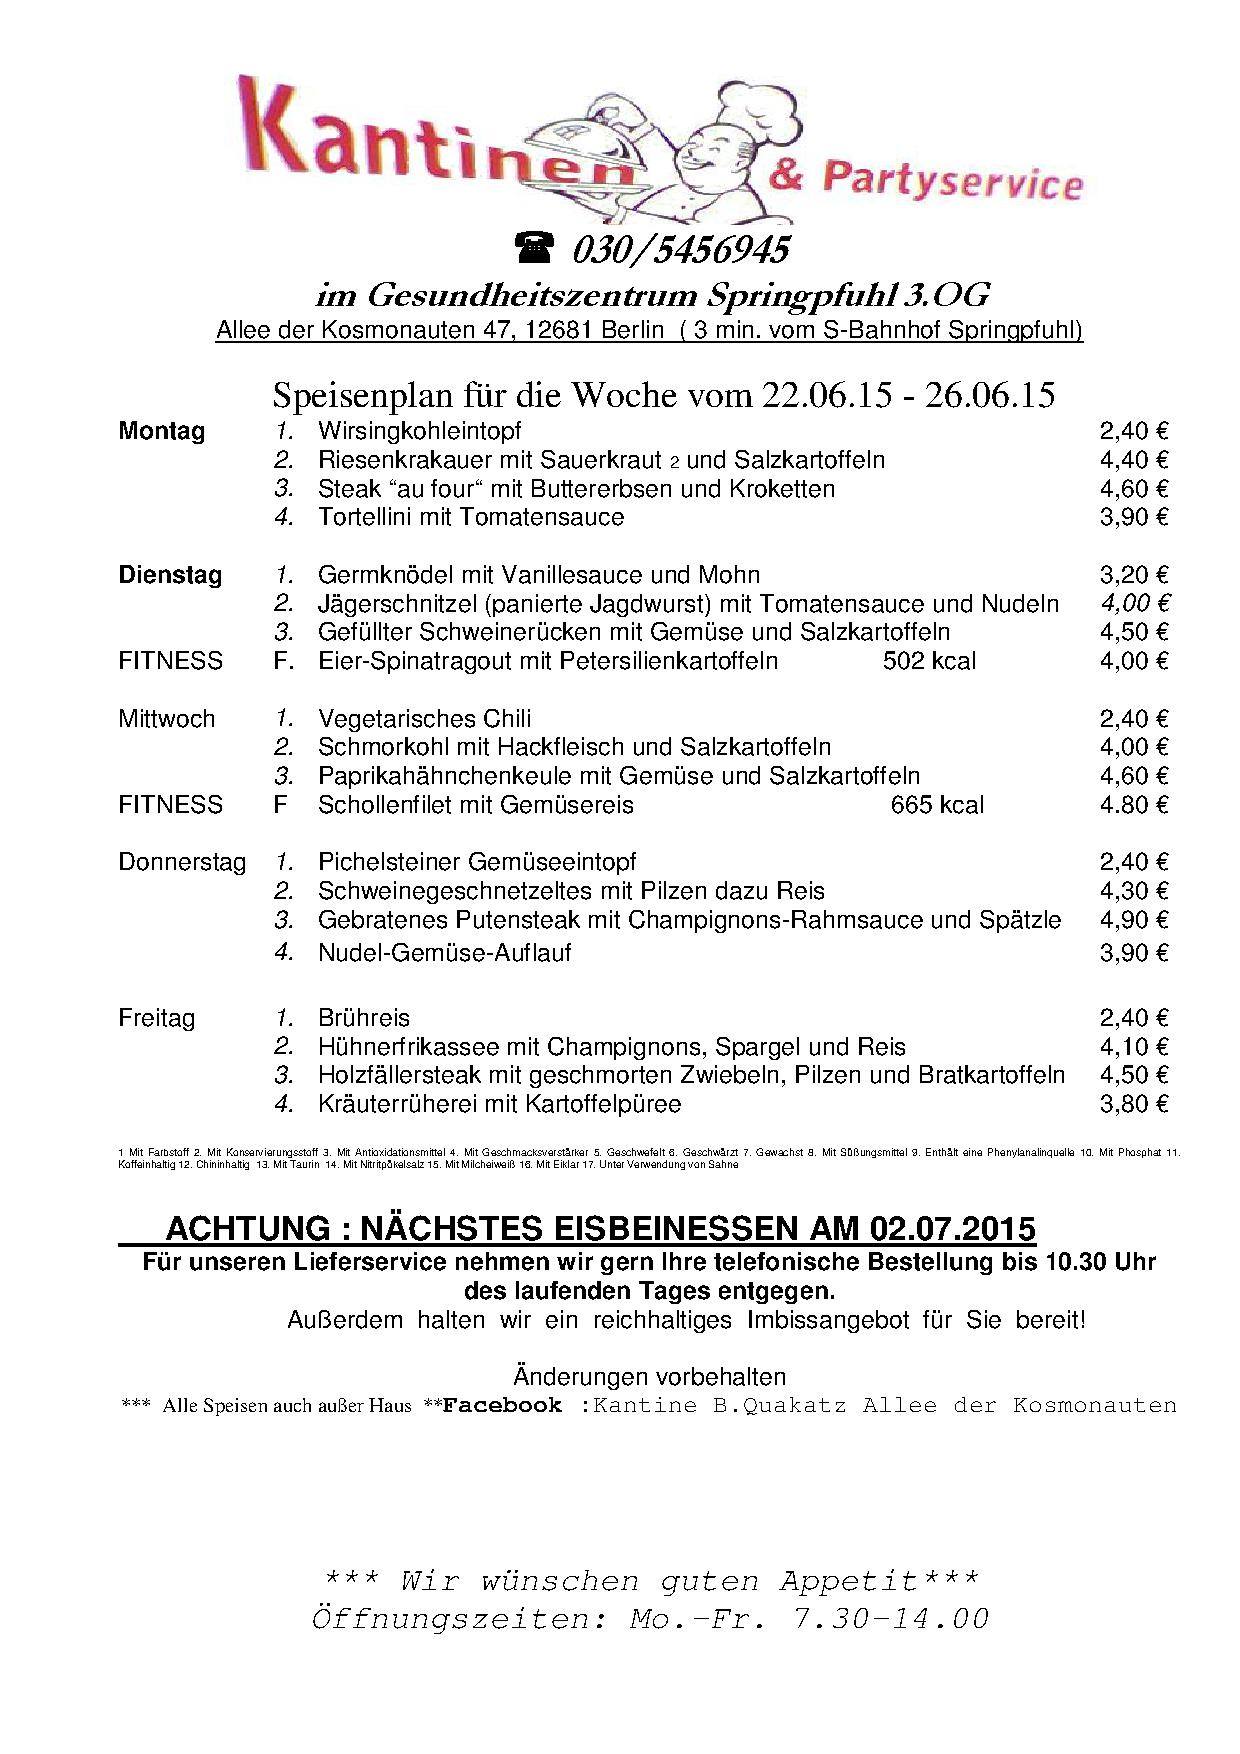 Kantinen & Partyservice
☎ 030/5456945
im Gesundheitszentrum Springpfuhl 3.OG
Allee der Kosmonauten 47, 12681 Berlin ( 3 min. vom S-Bahnhof Springpfuhl)
Speisenplan für die Woche vom 22.06.15 - 26.06.15
Montag 1. Wirsingkohleintopf 2,40 €
2. Riesenkrakauer mit Sauerkraut 2 und Salzkartoffeln 4,40 €
3. Steak “au four“ mit Buttererbsen und Kroketten 4,60 €
4. Tortellini mit Tomatensauce 3,90 €
Dienstag 1. Germknödel mit Vanillesauce und Mohn 3,20 €
2. Jägerschnitzel (panierte Jagdwurst) mit Tomatensauce und Nudeln 4,00 €
3. Gefüllter Schweinerücken mit Gemüse und Salzkartoffeln 4,50 €
FITNESS F. Eier-Spinatragout mit Petersilienkartoffeln 502 kcal 4,00 €
Mittwoch 1. Vegetarisches Chili 2,40 €
2. Schmorkohl mit Hackfleisch und Salzkartoffeln 4,00 €
3. Paprikahähnchenkeule mit Gemüse und Salzkartoffeln 4,60 €
FITNESS F Schollenfilet mit Gemüsereis 665 kcal 4.80 €
Donnerstag 1. Pichelsteiner Gemüseeintopf 2,40 €
2. Schweinegeschnetzeltes mit Pilzen dazu Reis 4,30 €
3. Gebratenes Putensteak mit Champignons-Rahmsauce und Spätzle 4,90 €
4. Nudel-Gemüse-Auflauf 3,90 €
Freitag 1. Brühreis 2,40 €
2. Hühnerfrikassee mit Champignons, Spargel und Reis 4,10 €
3. Holzfällersteak mit geschmorten Zwiebeln, Pilzen und Bratkartoffeln 4,50 €
4. Kräuterrüherei mit Kartoffelpüree 3,80 €
1 Mit Farbstoff 2. Mit Konservierungsstoff 3. Mit Antioxidationsmittel 4. Mit Geschmacksverstärker 5. Geschwefelt 6. Geschwärzt 7. Gewachst 8. Mit Süßungsmittel 9. Enthält eine Phenylanalinquelle 10. Mit Phosphat 11.
Koffeinhaltig 12. Chininhaltig 13. Mit Taurin 14. Mit Nitritpökelsalz 15. Mit Milcheiweiß 16. Mit Eiklar 17. Unter Verwendung von Sahne
ACHTUNG : NÄCHSTES EISBEINESSEN AM 02.07.2015
Für unseren Lieferservice nehmen wir gern Ihre telefonische Bestellung bis 10.30 Uhr
des laufenden Tages entgegen.
Außerdem halten wir ein reichhaltiges Imbissangebot für Sie bereit!
Änderungen vorbehalten
*** Alle Speisen auch außer Haus **Facebook :Kantine B.Quakatz Allee der Kosmonauten
*** Wir wünschen guten Appetit***
Öffnungszeiten: Mo.-Fr. 7.30-14.00